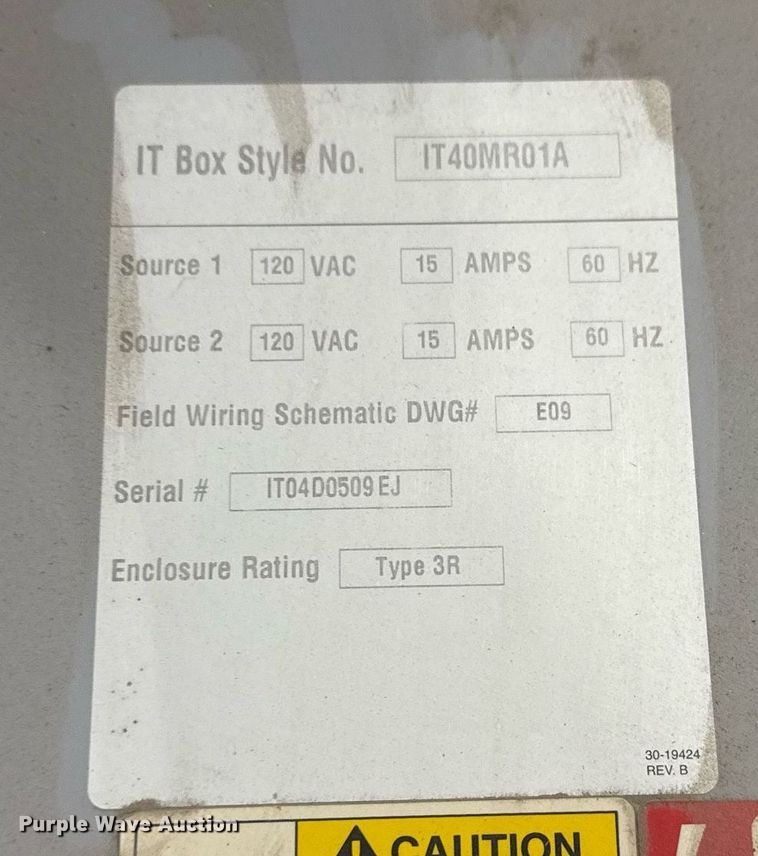 IT Box Style No. IT40MR01A
Source 1 120 VAC 15 AMPS 60 HZ
Source 2 120 VAC 15 AMPS 60 HZ
Field Wiring Schematic DWG# E09
Serial # IT04D0509EJ
Enclosure Rating Type 3R
30-19424
REV. B
Purple Wave Auction
CAUTION